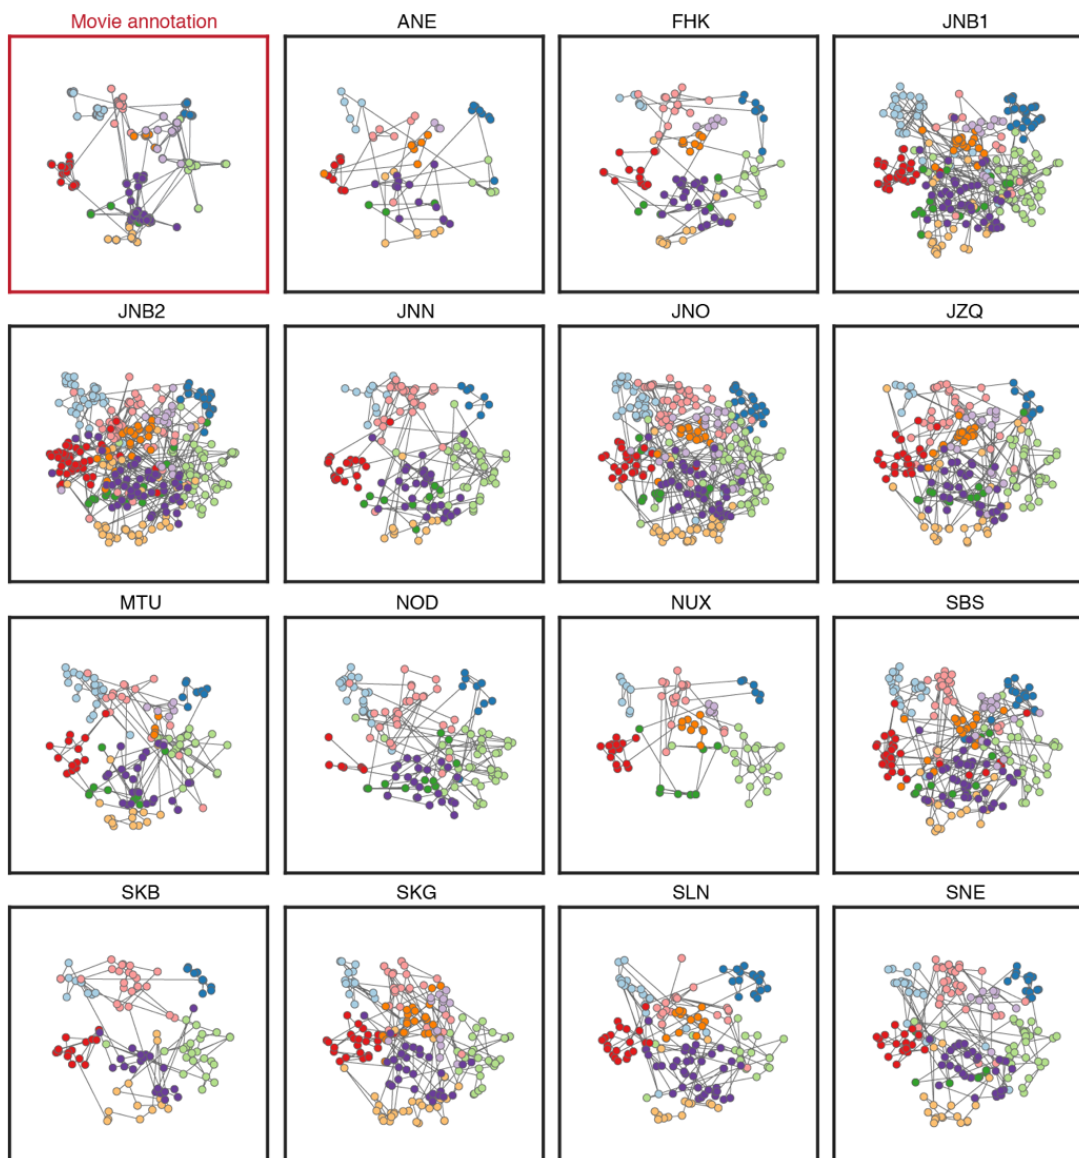 Movie annotation
ANE
FHK
JNB1
JNB2
JNN
JNO
JZQ
MTU
NOD
NUX
SBS
SKB
SKG
SLN
SNE